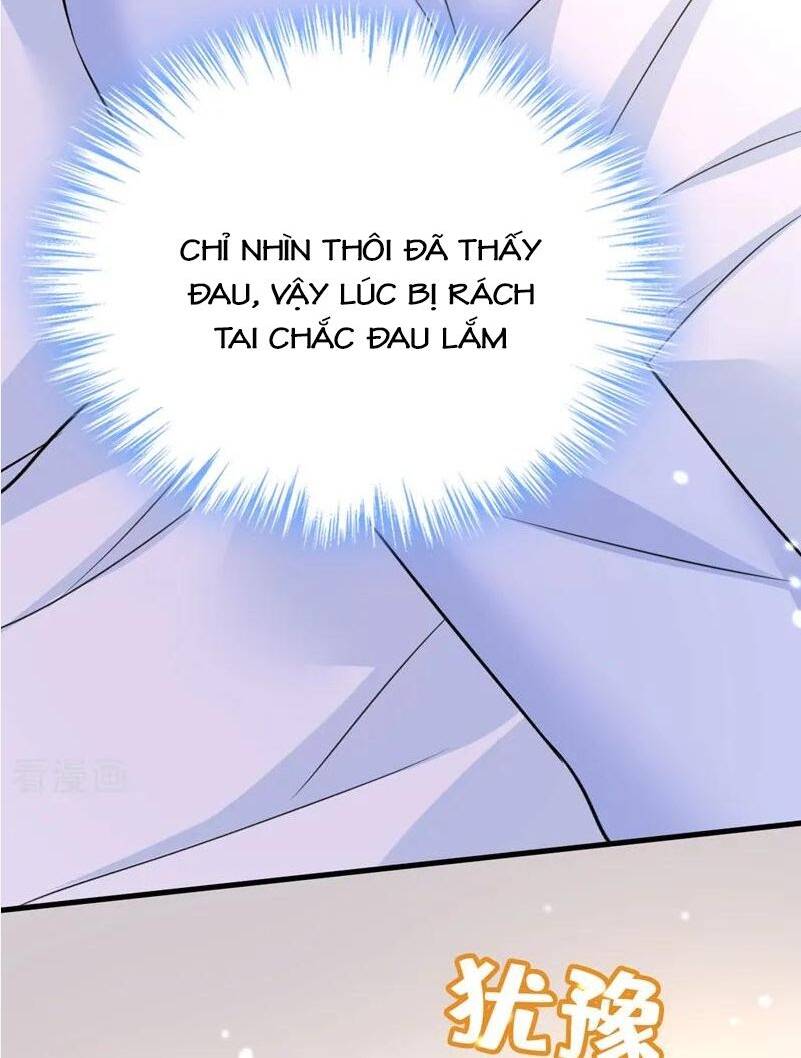 CHỈ NHÌN THÔI ĐÃ THẤY
ĐAU, VẬY LÚC BỊ RÁCH
TAI CHẮC ĐAU LẮM
看漫画
犹豫